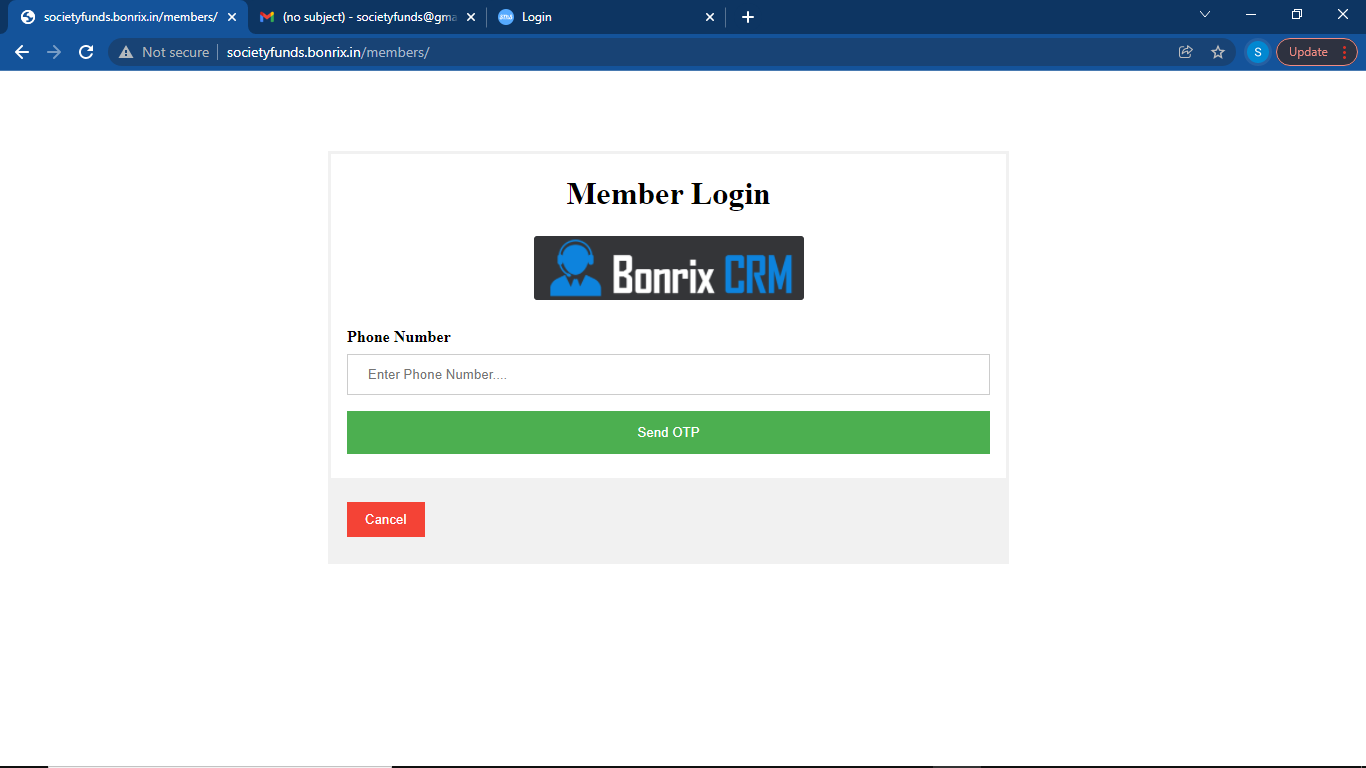 societyfunds.bonrix.in/members/
(no subject) - societyfunds@gma
Login
Not secure
societyfunds.bonrix.in/members/
S
Update
Member Login
Bonrix CRM
Phone Number
Enter Phone Number....
Send OTP
Cancel